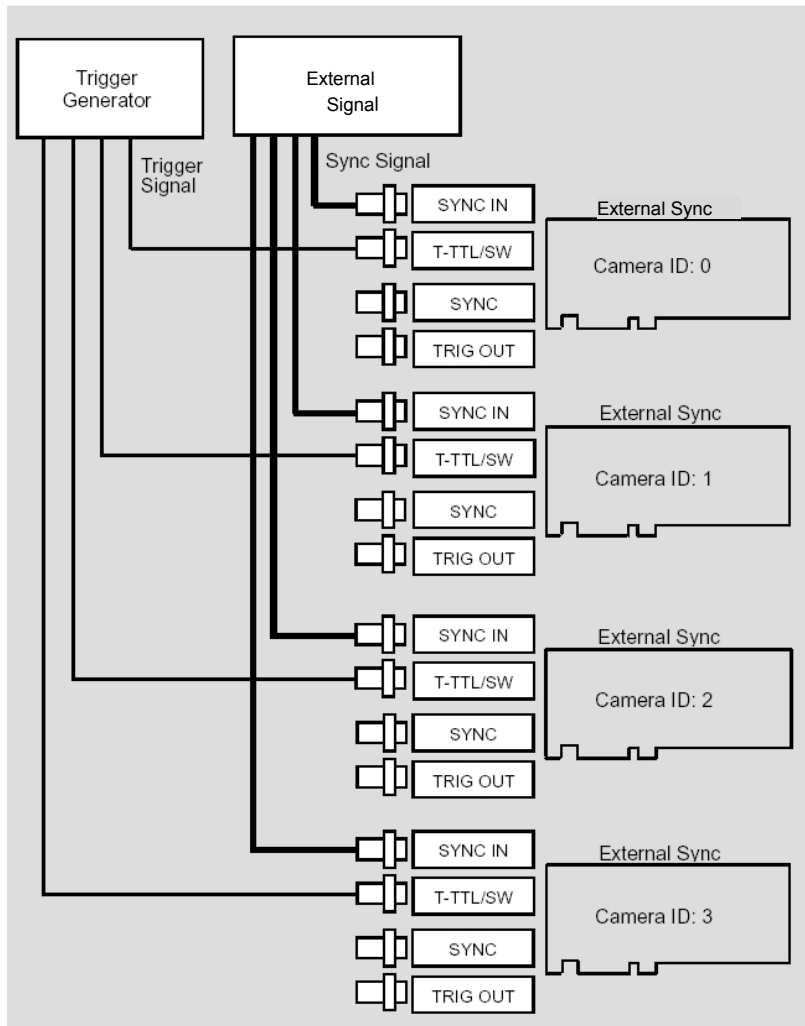 Trigger
Generator
External
Signal
Trigger
Signal
Sync Signal
SYNC IN
External Sync
T-TTL/SW
Camera ID: 0
SYNC
TRIG OUT
SYNC IN
External Sync
T-TTL/SW
Camera ID: 1
SYNC
TRIG OUT
SYNC IN
External Sync
T-TTL/SW
Camera ID: 2
SYNC
TRIG OUT
SYNC IN
External Sync
T-TTL/SW
Camera ID: 3
SYNC
TRIG OUT